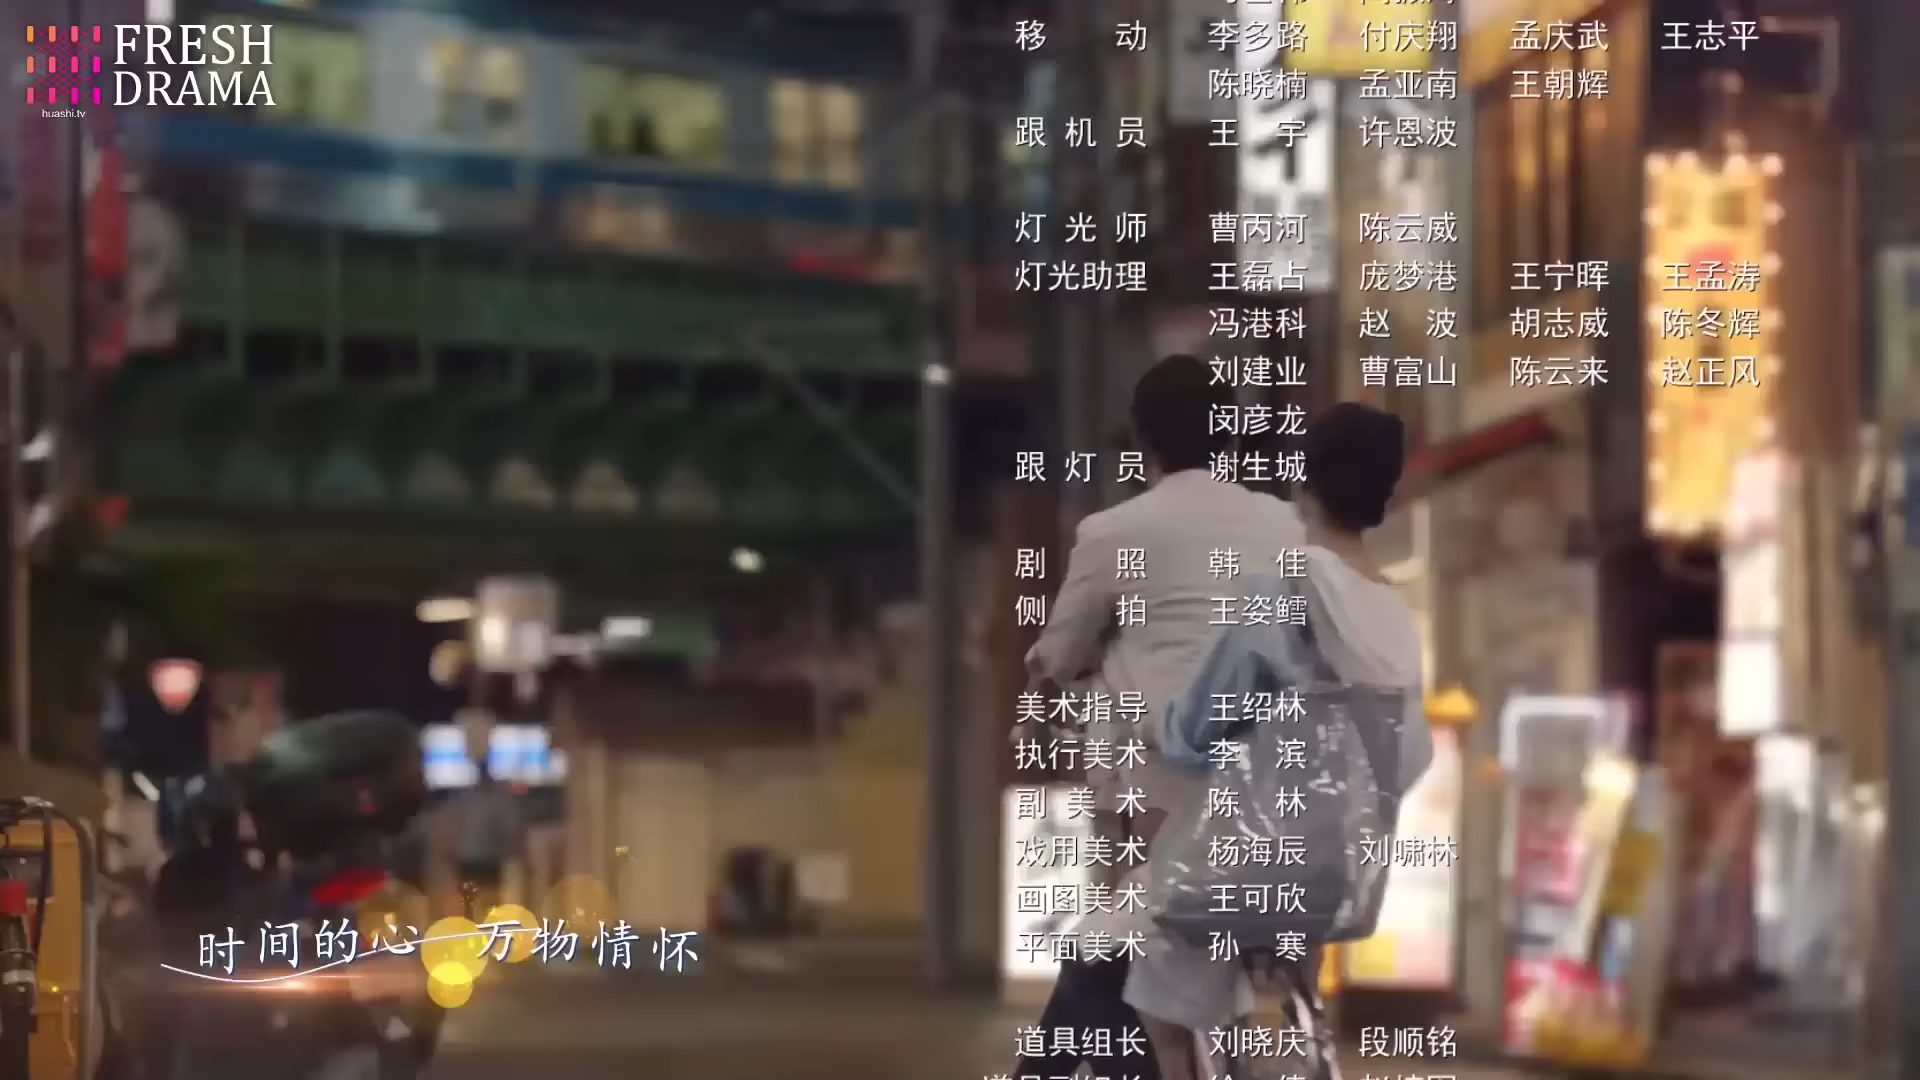 FRESH
DRAMA
huashi.tv
移动 李多路 付庆翔 孟庆武 王志平
陈晓楠 孟亚南 王朝辉
跟机员 王宇 许恩波
灯光师 曹丙河 陈云威
灯光助理 王磊占 庞梦港 王宁晖 王孟涛
冯港科 赵波 胡志威 陈冬辉
刘建业 曹富山 陈云来 赵正风
闵彦龙
跟灯员 谢生城
剧照 韩佳
侧拍 王姿鳕
美术指导 王绍林
执行美术 李滨
副美术 陈林
戏用美术 杨海辰 刘啸林
画图美术 王可欣
平面美术 孙寒
时间的心 万物情怀
道具组长 刘晓庆 段顺铭